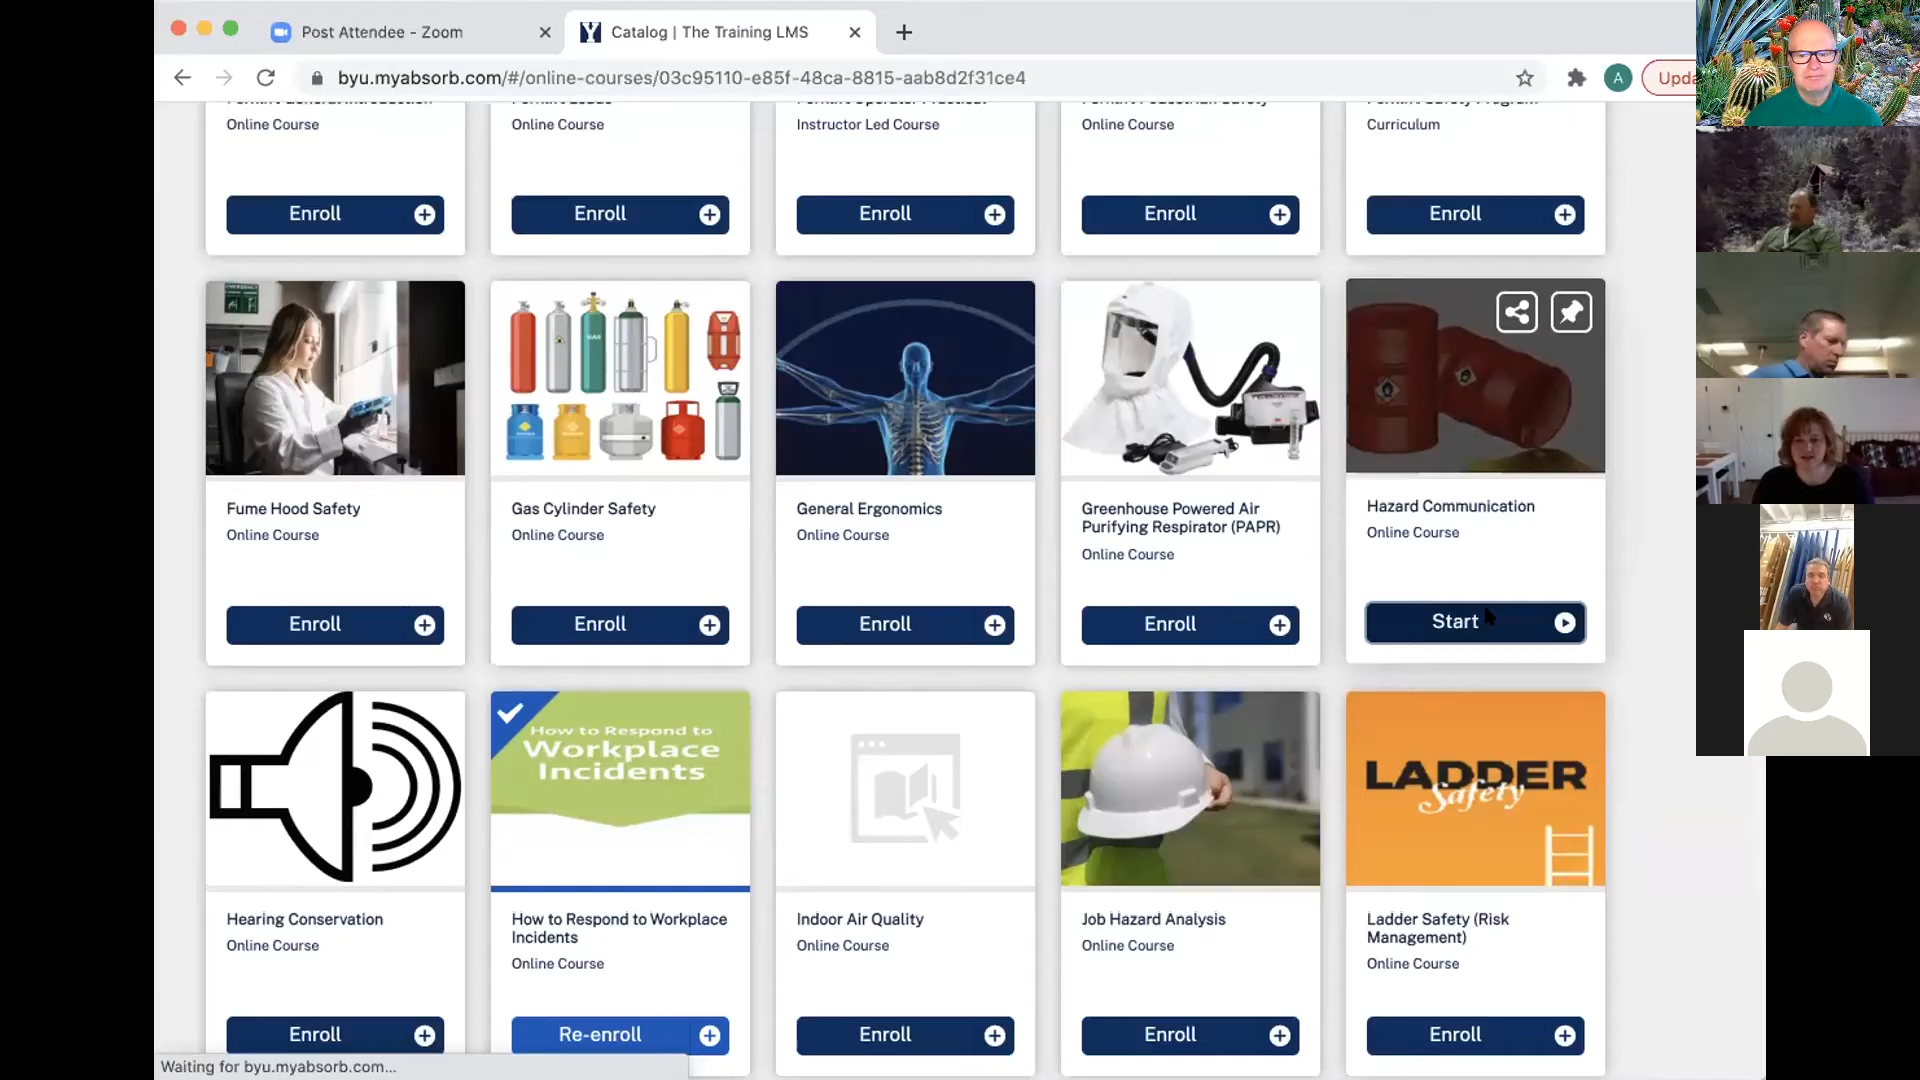 Post Attendee - Zoom
Catalog | The Training LMS
byu.myabsorb.com/#/online-courses/03c95110-e85f-48ca-8815-aab8d2f31ce4
A
Upda
Online Course
Online Course
Instructor Led Course
Online Course
Curriculum
Enroll
Enroll
Enroll
Enroll
Enroll
GAS
Fume Hood Safety
Online Course
Enroll
Gas Cylinder Safety
Online Course
Enroll
General Ergonomics
Online Course
Enroll
Greenhouse Powered Air
Purifying Respirator (PAPR)
Online Course
Enroll
Hazard Communication
Online Course
Start
Hearing Conservation
Online Course
Enroll
How to Respond to
Workplace
Incidents
How to Respond to Workplace
Incidents
Online Course
Re-enroll
Indoor Air Quality
Online Course
Enroll
Job Hazard Analysis
Online Course
Enroll
LADDER
Safety
Ladder Safety (Risk
Management)
Online Course
Enroll
Waiting for byu.myabsorb.com...